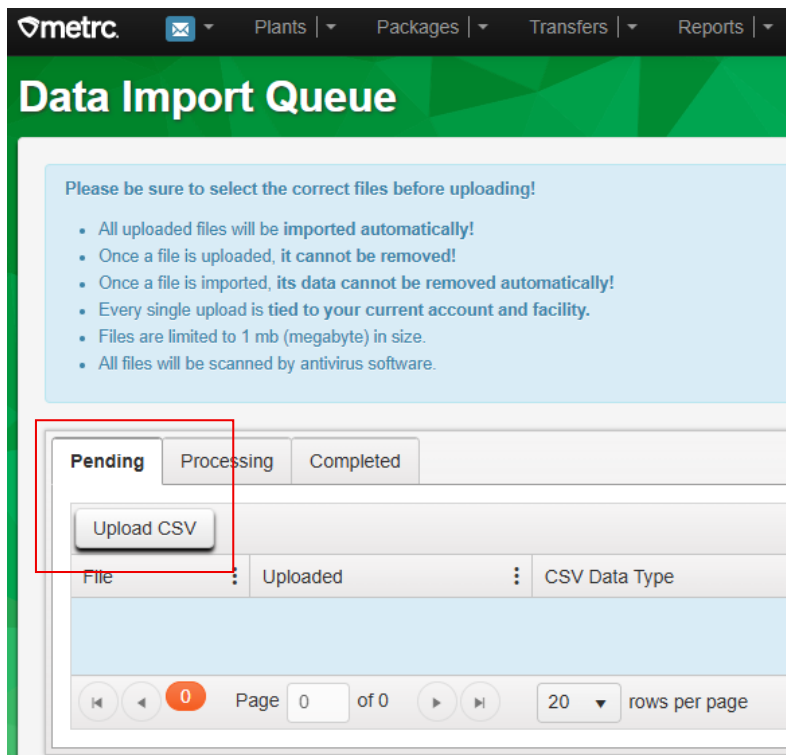 metrc. Plants Packages Transfers Reports
Data Import Queue
Please be sure to select the correct files before uploading!
All uploaded files will be imported automatically!
Once a file is uploaded, it cannot be removed!
Once a file is imported, its data cannot be removed automatically!
Every single upload is tied to your current account and facility.
Files are limited to 1 mb (megabyte) in size.
All files will be scanned by antivirus software.
Pending Processing Completed
Upload CSV
File Uploaded CSV Data Type
0 Page 0 of 0 20 rows per page